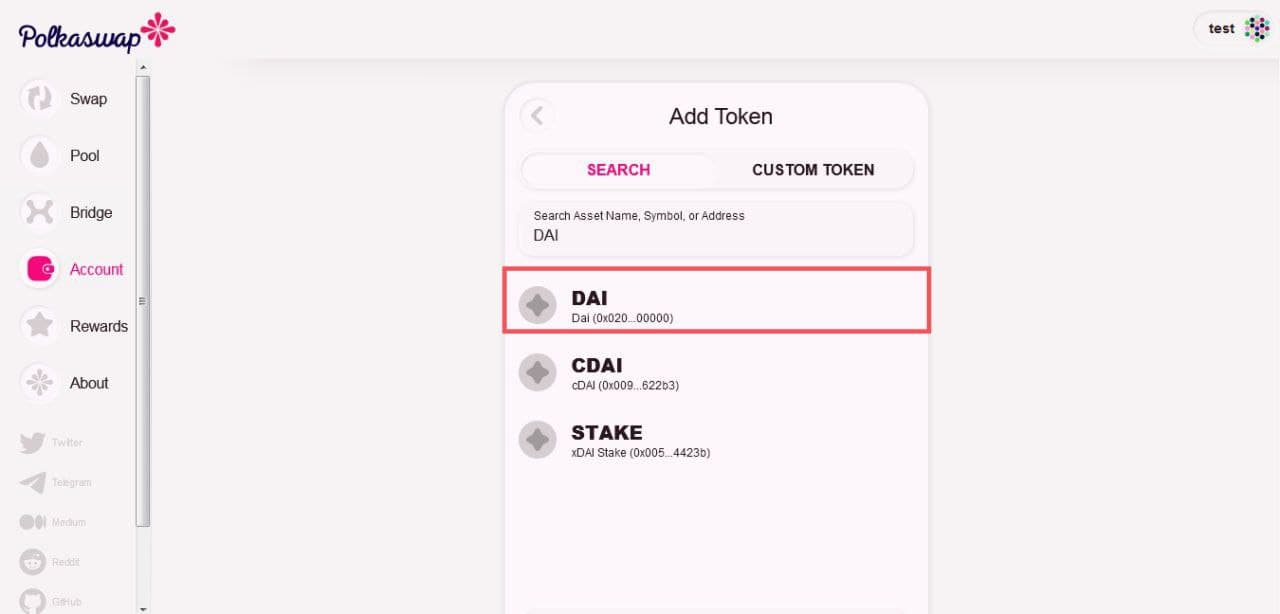 Polkaswap
test
Swap
Pool
Bridge
Account
Rewards
About
Twitter
Telegram
Medium
Reddit
GitHub
Add Token
SEARCH
CUSTOM TOKEN
Search Asset Name, Symbol, or Address
DAI
DAI
Dai (0x020...00000)
CDAI
cDAI (0x009...622b3)
STAKE
xDAI Stake (0x005...4423b)